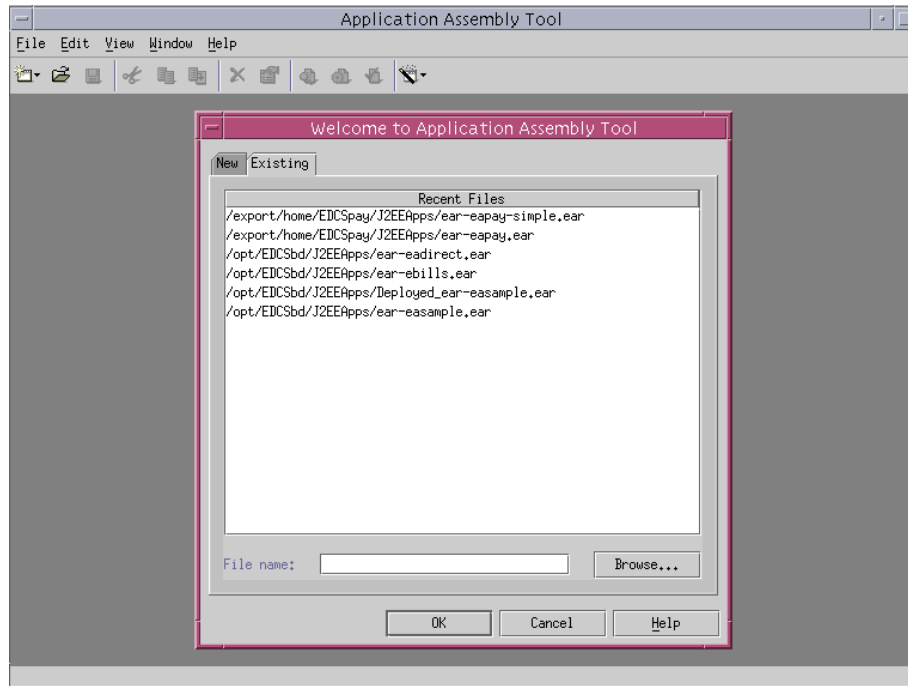 Application Assembly Tool
File Edit View Window Help
Welcome to Application Assembly Tool
New Existing
Recent Files
/export/home/EDCSpay/J2EEApps/ear-eapay-simple.ear
/export/home/EDCSpay/J2EEApps/ear-eapay.ear
/opt/EDCSbd/J2EEApps/ear-eadirect.ear
/opt/EDCSbd/J2EEApps/ear-ebills.ear
/opt/EDCSbd/J2EEApps/Deployed_ear-easample.ear
/opt/EDCSbd/J2EEApps/ear-easample.ear
File name: Browse...
OK Cancel Help